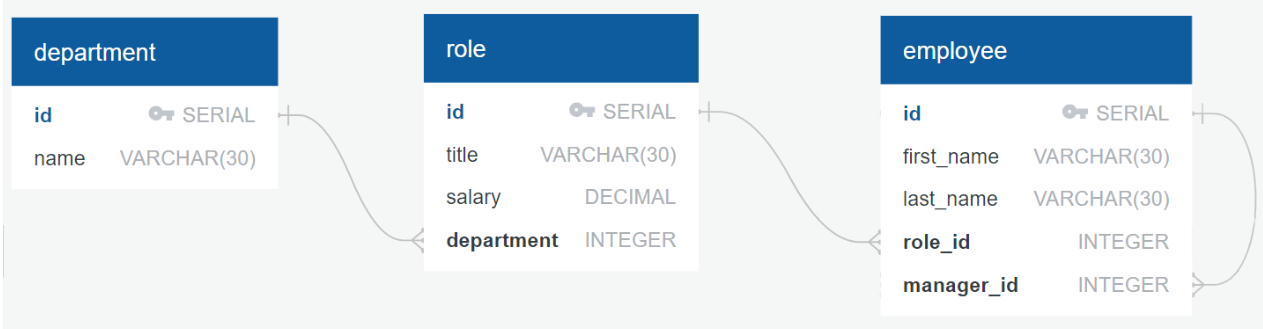 department
id SERIAL
name VARCHAR(30)
role
id SERIAL
title VARCHAR(30)
salary DECIMAL
department INTEGER
employee
id SERIAL
first_name VARCHAR(30)
last_name VARCHAR(30)
role_id INTEGER
manager_id INTEGER